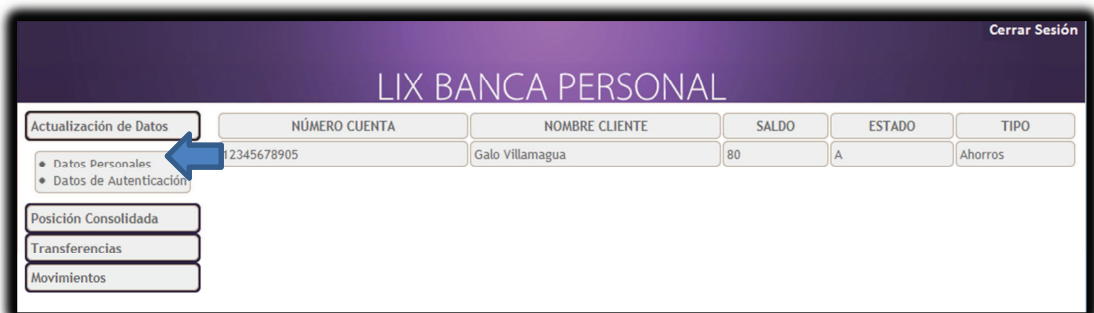 Cerrar Sesión
LIX BANCA PERSONAL
Actualización de Datos
NÚMERO CUENTA NOMBRE CLIENTE SALDO ESTADO TIPO
12345678905 Galo Villamagua 80 A Ahorros
• Datos Personales
• Datos de Autenticación
Posición Consolidada
Transferencias
Movimientos